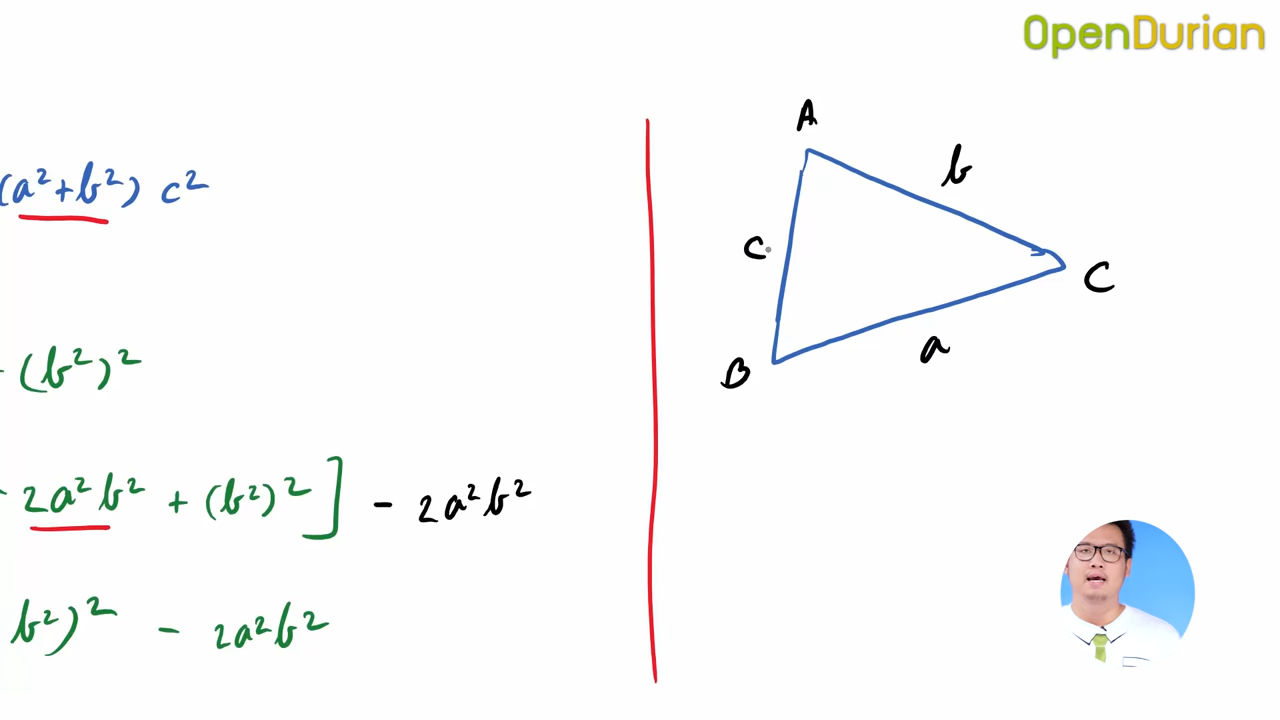 OpenDurian
(a²+b²) c²
- (b²)²
- 2a²b² + (b²)² ] - 2a²b²
b²)² - 2a²b²
A
b
c
C
a
B